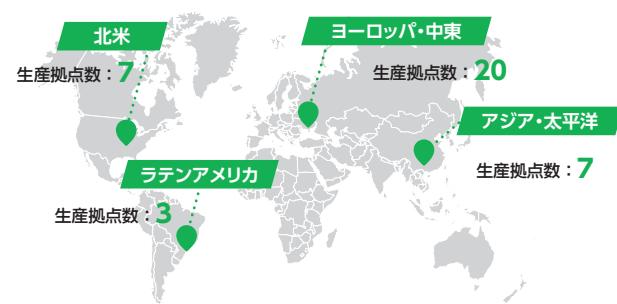 北米
生産拠点数：7
ヨーロッパ・中東
生産拠点数：20
アジア・太平洋
生産拠点数：7
ラテンアメリカ
生産拠点数：3